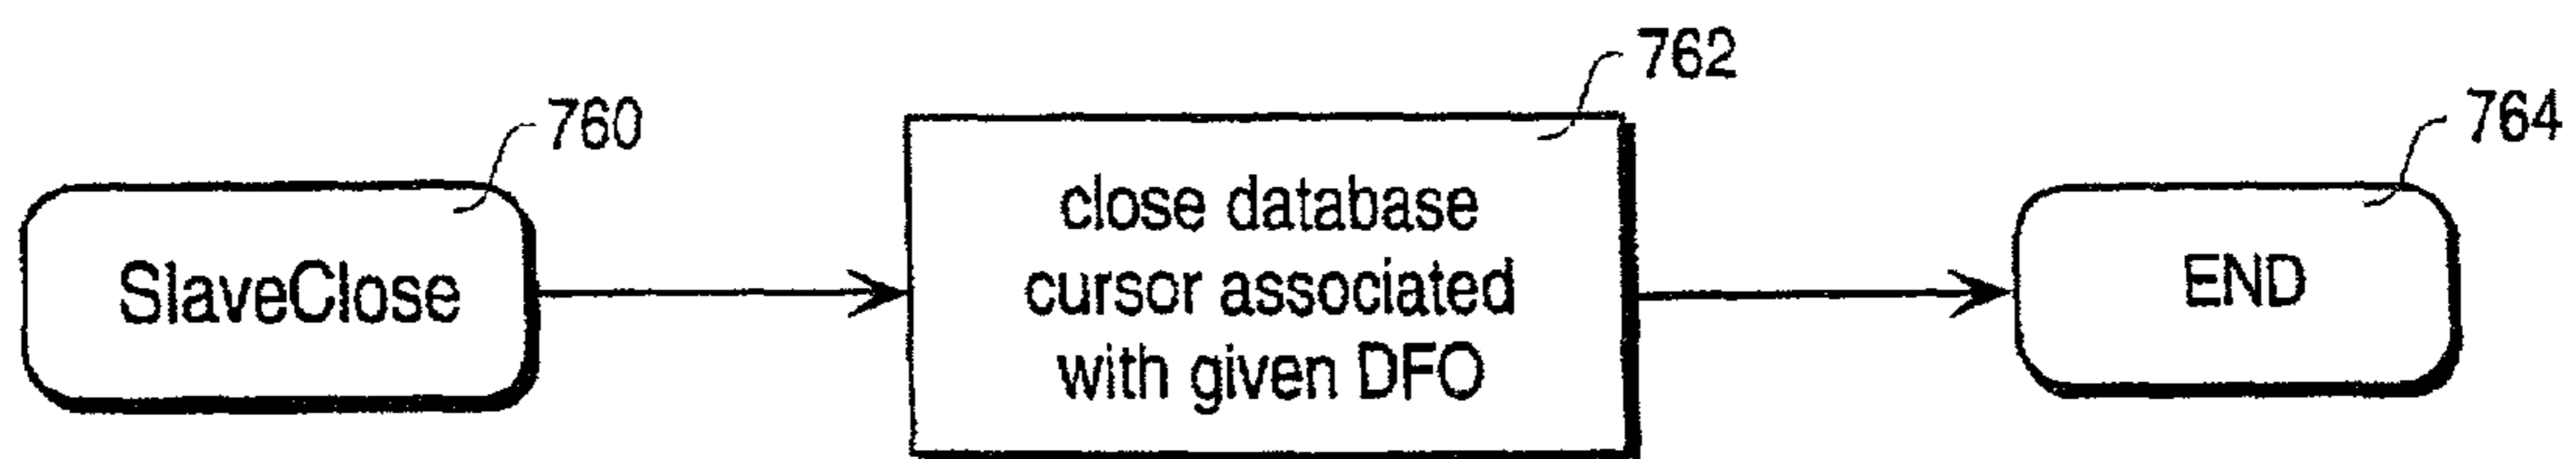 762
760
764
SlaveClose
close database
cursor associated
with given DFO
END